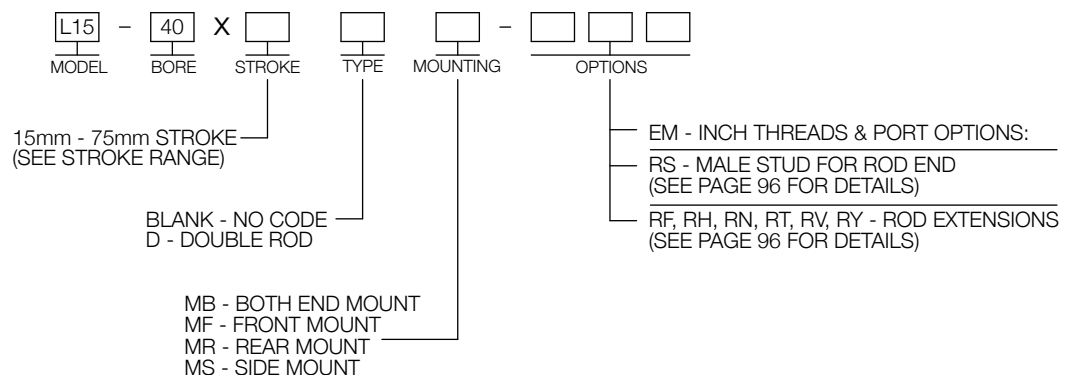 L15 – 40 X –
MODEL BORE STROKE TYPE MOUNTING OPTIONS
15mm - 75mm STROKE
(SEE STROKE RANGE)
EM - INCH THREADS & PORT OPTIONS:
RS - MALE STUD FOR ROD END
(SEE PAGE 96 FOR DETAILS)
BLANK - NO CODE
D - DOUBLE ROD
RF, RH, RN, RT, RV, RY - ROD EXTENSIONS
(SEE PAGE 96 FOR DETAILS)
MB - BOTH END MOUNT
MF - FRONT MOUNT
MR - REAR MOUNT
MS - SIDE MOUNT